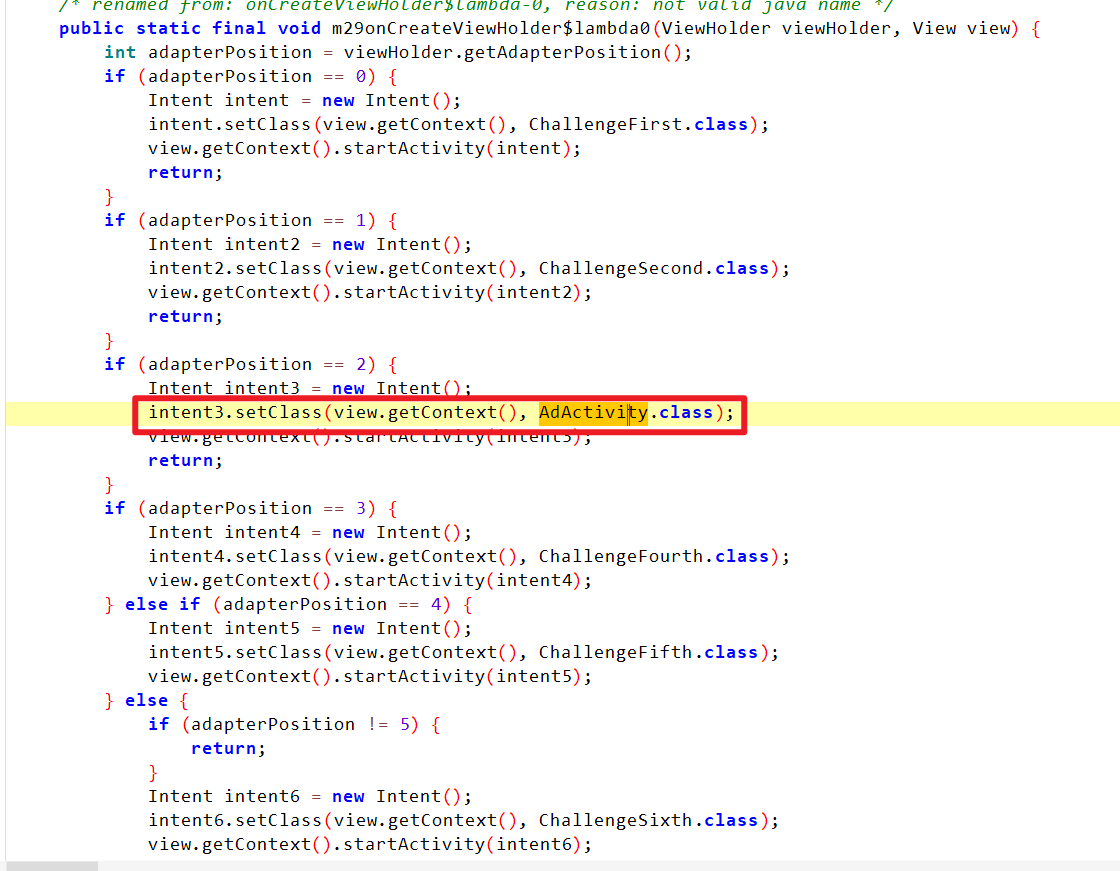 /* renamed from: onCreateViewHolder$lambda-0, reason: not valid java name */
public static final void m29onCreateViewHolder$lambda0(ViewHolder viewHolder, View view) {
int adapterPosition = viewHolder.getAdapterPosition();
if (adapterPosition == 0) {
Intent intent = new Intent();
intent.setClass(view.getContext(), ChallengeFirst.class);
view.getContext().startActivity(intent);
return;
}
if (adapterPosition == 1) {
Intent intent2 = new Intent();
intent2.setClass(view.getContext(), ChallengeSecond.class);
view.getContext().startActivity(intent2);
return;
}
if (adapterPosition == 2) {
Intent intent3 = new Intent();
intent3.setClass(view.getContext(), AdActivity.class);
view.getContext().startActivity(intent3);
return;
}
if (adapterPosition == 3) {
Intent intent4 = new Intent();
intent4.setClass(view.getContext(), ChallengeFourth.class);
view.getContext().startActivity(intent4);
} else if (adapterPosition == 4) {
Intent intent5 = new Intent();
intent5.setClass(view.getContext(), ChallengeFifth.class);
view.getContext().startActivity(intent5);
} else {
if (adapterPosition != 5) {
return;
}
Intent intent6 = new Intent();
intent6.setClass(view.getContext(), ChallengeSixth.class);
view.getContext().startActivity(intent6);